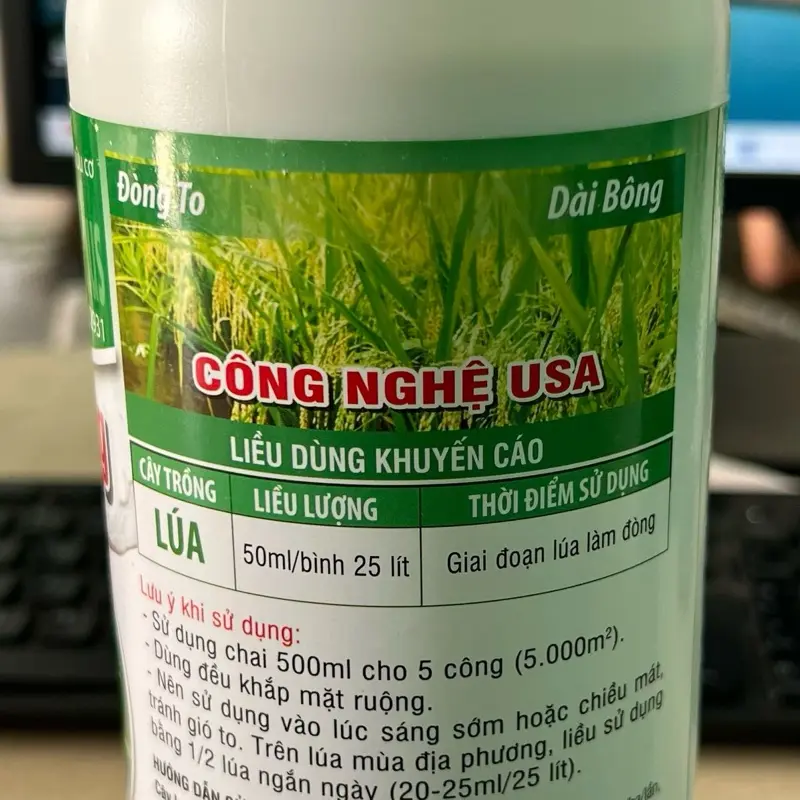 Đòng To
Dài Bông
CÔNG NGHỆ USA
LIỀU DÙNG KHUYẾN CÁO
CÂY TRỒNG LIỀU LƯỢNG THỜI ĐIỂM SỬ DỤNG
LÚA 50ml/bình 25 lít Giai đoạn lúa làm đòng
Lưu ý khi sử dụng:
- Sử dụng chai 500ml cho 5 công (5.000m²).
- Dùng đều khắp mặt ruộng.
- Nên sử dụng vào lúc sáng sớm hoặc chiều mát,
tránh gió to. Trên lúa mùa địa phương, liều sử dụng
bằng 1/2 lúa ngắn ngày (20-25ml/25 lít).
HƯỚNG DẪN